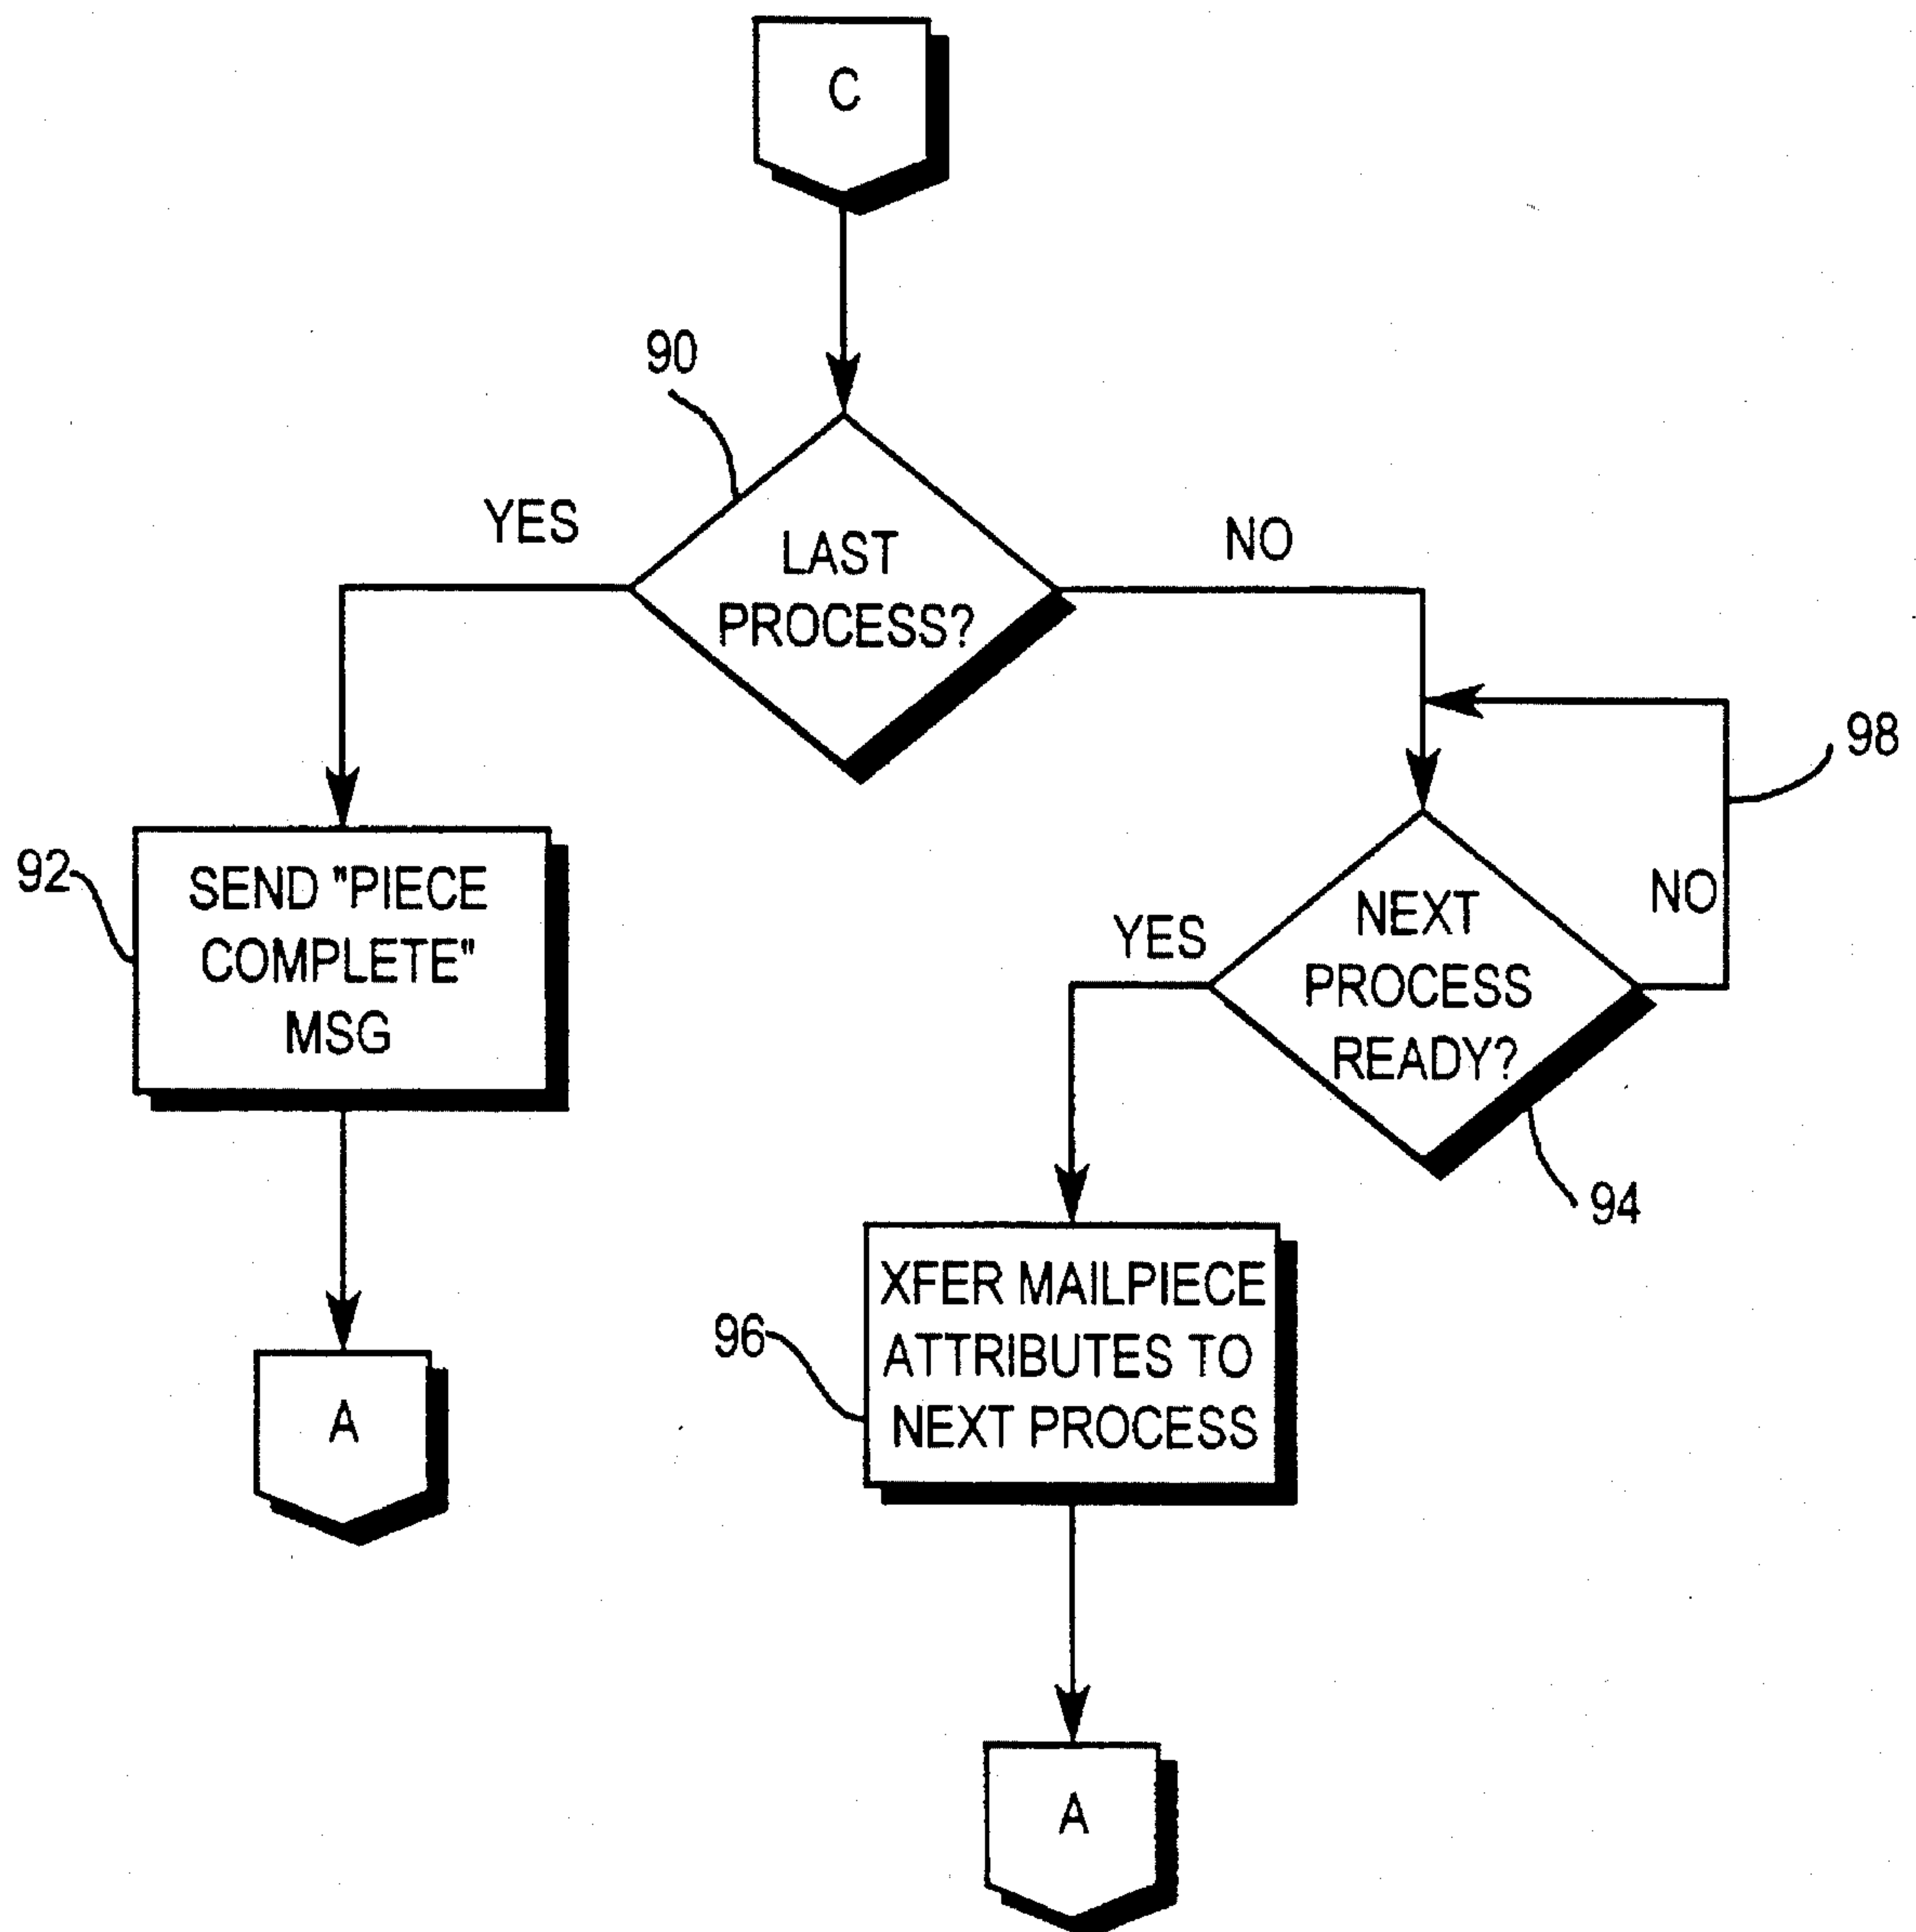 C
90
YES
NO
LAST
PROCESS?
98
92
SEND "PIECE
COMPLETE"
MSG
NO
YES
NEXT
PROCESS
READY?
94
XFER MAILPIECE
ATTRIBUTES TO
NEXT PROCESS
96
A
A